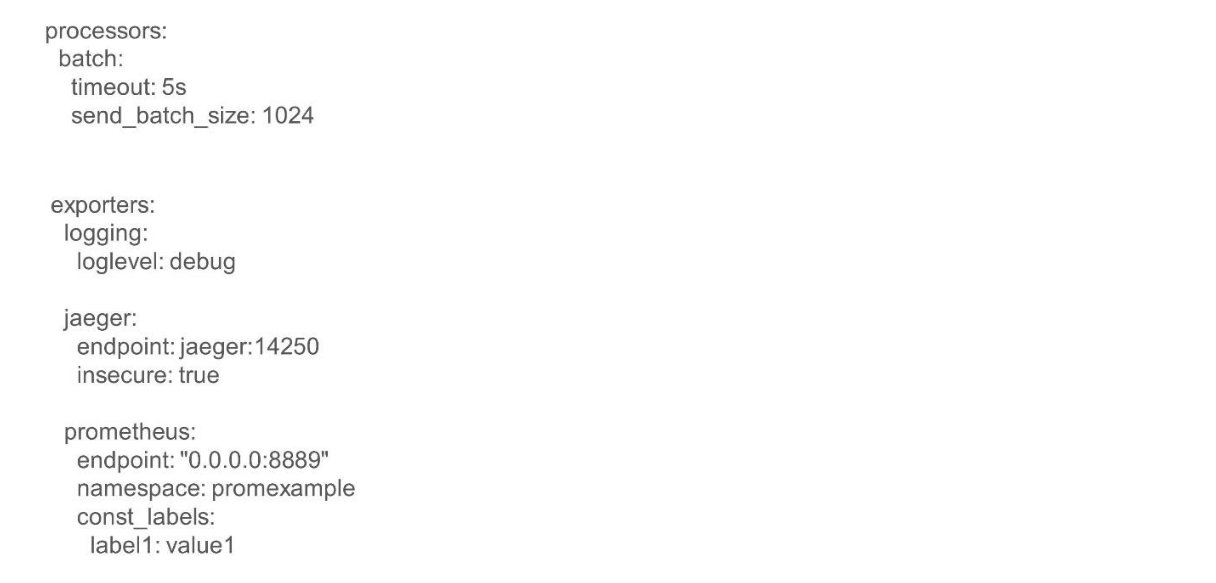 processors:
batch:
timeout: 5s
send_batch_size: 1024
exporters:
logging:
loglevel: debug
jaeger:
endpoint: jaeger:14250
insecure: true
prometheus:
endpoint: "0.0.0.0:8889"
namespace: promexample
const_labels:
label1: value1